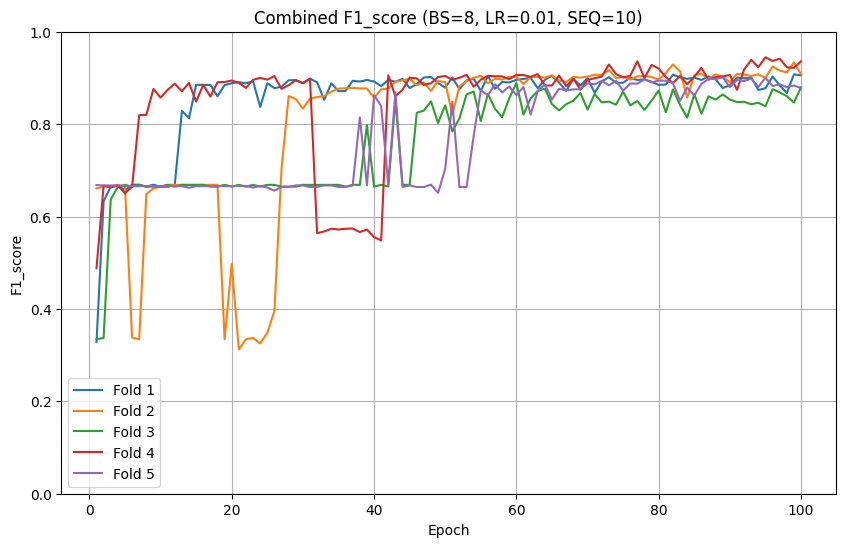 Combined F1_score (BS=8, LR=0.01, SEQ=10)
F1_score
1.0
0.8
0.6
0.4
0.2
0.0
Fold 1
Fold 2
Fold 3
Fold 4
Fold 5
0 20 40 60 80 100
Epoch